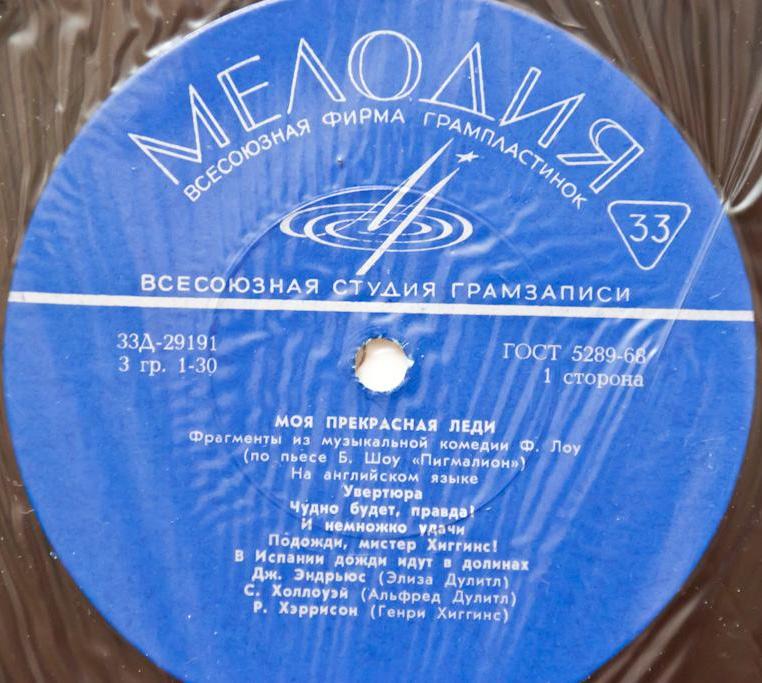 МЕЛОДИЯ
ВСЕСОЮЗНАЯ ФИРМА ГРАМПЛАСТИНОК
33
ВСЕСОЮЗНАЯ СТУДИЯ ГРАМЗАПИСИ
33Д-29191
ГОСТ 5289-68
3 гр. 1-30
1 сторона
МОЯ ПРЕКРАСНАЯ ЛЕДИ
Фрагменты из музыкальной комедии Ф. Лоу
(по пьесе Б. Шоу «Пигмалион»)
На английском языке
Увертюра
Чудно будет, правда!
И немножко удачи
Подожди, мистер Хиггинс!
В Испании дожди идут в долинах
Дж. Эндрьюс (Элиза Дулитл)
С. Холлоуэй (Альфред Дулитл)
Р. Хэррисон (Генри Хиггинс)